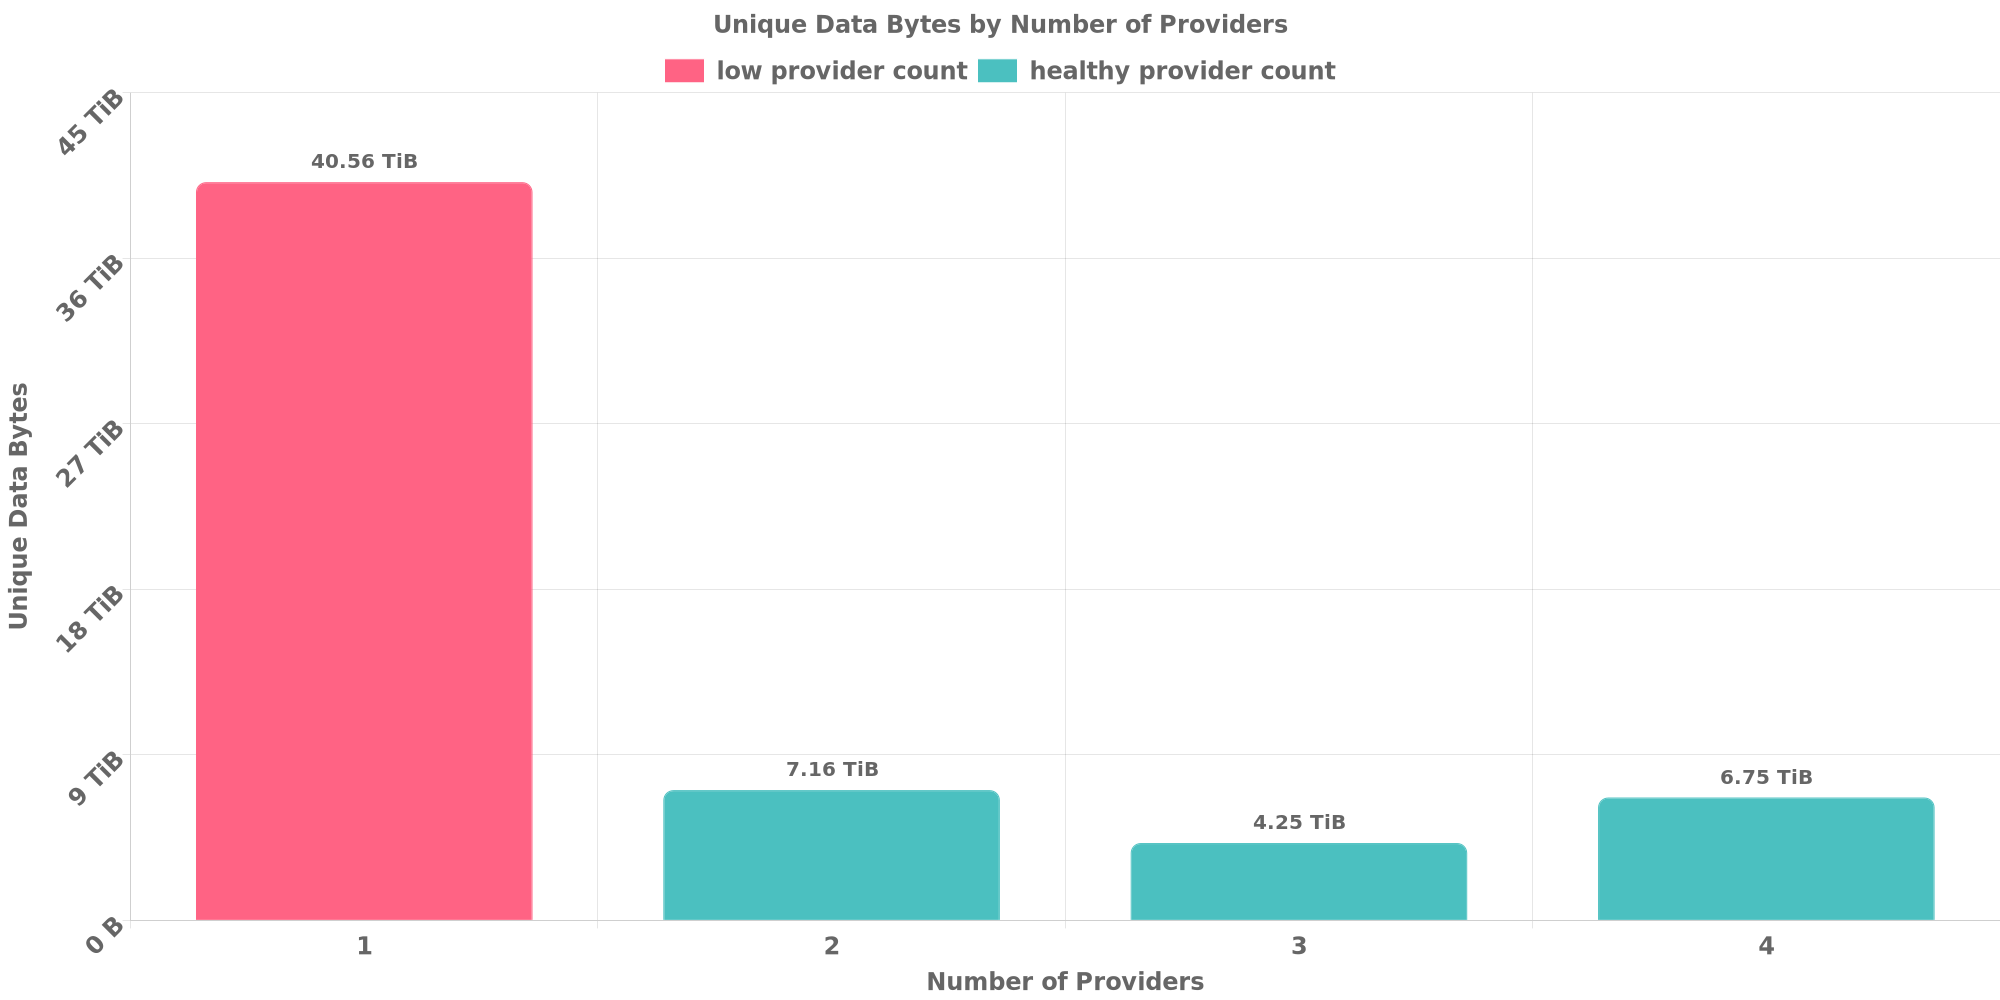 Unique Data Bytes by Number of Providers
low provider count
healthy provider count
Unique Data Bytes
45 TiB
36 TiB
27 TiB
18 TiB
9 TiB
0 B
40.56 TiB
7.16 TiB
4.25 TiB
6.75 TiB
1
2
3
4
Number of Providers